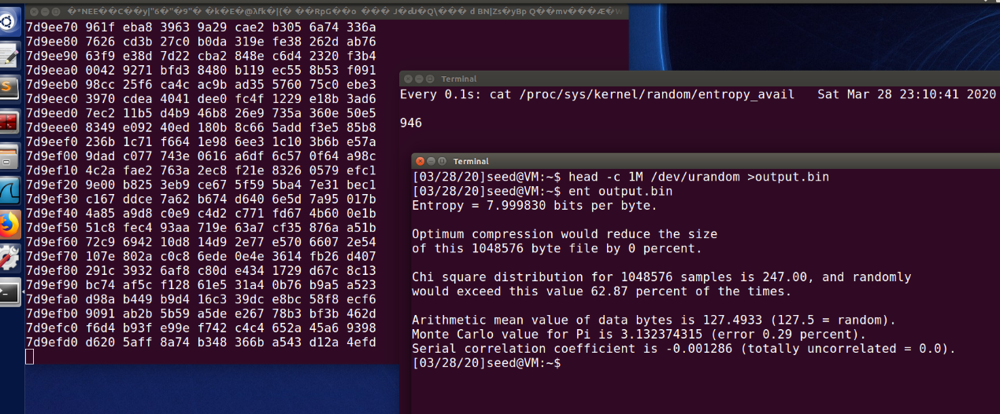 7d9ee70 961f eba8 3963 9a29 cae2 b305 6a74 336a
7d9ee80 7626 cd3b 27c0 b0da 319e fe38 262d ab76
7d9ee90 63f9 e38d 7d22 cba2 848e c6d4 2320 f3b4
7d9eea0 0042 9271 bfd3 8480 b119 ec55 8b53 f091
7d9eeb0 98cc 25f6 ca4c ac9b ad35 5760 75c0 ebe3
7d9eec0 3970 cdea 4041 dee0 fc4f 1229 e18b 3ad6
7d9eed0 7ec2 11b5 d4b9 46b8 26e9 735a 360e 50e5
7d9eee0 8349 e092 40ed 180b 8c66 5add f3e5 85b8
7d9eef0 236b 1c71 f664 1e98 6ee3 1c10 3b6b e57a
7d9ef00 9dad c077 743e 0616 a6df 6c57 0f64 a98c
7d9ef10 4c2a fae2 763a 2ec8 f21e 8326 0579 efc1
7d9ef20 9e00 b825 3eb9 ce67 5f59 5ba4 7e31 bec1
7d9ef30 c167 ddce 7a62 b674 d640 6e5d 7a95 017b
7d9ef40 4a85 a9d8 c0e9 c4d2 c771 fd67 4b60 0e1b
7d9ef50 51c8 fec4 93aa 719e 63a7 cf35 876a a51b
7d9ef60 72c9 6942 10d8 14d9 2e77 e570 6607 2e54
7d9ef70 107e 802a c0c8 6ede 0e4e 3614 fb26 d407
7d9ef80 291c 3932 6af8 c80d e434 1729 d67c 8c13
7d9ef90 bc74 af5c f128 61e5 31a4 0b76 b9a5 a523
7d9efa0 d98a b449 b9d4 16c3 39dc e8bc 58f8 ecf6
7d9efb0 9091 ab2b 5b59 a5de e267 78b3 bf3b 462d
7d9efc0 f6d4 b93f e99e f742 c4c4 652a 45a6 9398
7d9efd0 d620 5aff 8a74 b348 366b a543 d12a 4efd
Terminal
Every 0.1s: cat /proc/sys/kernel/random/entropy_avail   Sat Mar 28 23:10:41 2020
946
Terminal
[03/28/20]seed@VM:~$ head -c 1M /dev/urandom >output.bin
[03/28/20]seed@VM:~$ ent output.bin
Entropy = 7.999830 bits per byte.
Optimum compression would reduce the size
of this 1048576 byte file by 0 percent.
Chi square distribution for 1048576 samples is 247.00, and randomly
would exceed this value 62.87 percent of the times.
Arithmetic mean value of data bytes is 127.4933 (127.5 = random).
Monte Carlo value for Pi is 3.132374315 (error 0.29 percent).
Serial correlation coefficient is -0.001286 (totally uncorrelated = 0.0).
[03/28/20]seed@VM:~$